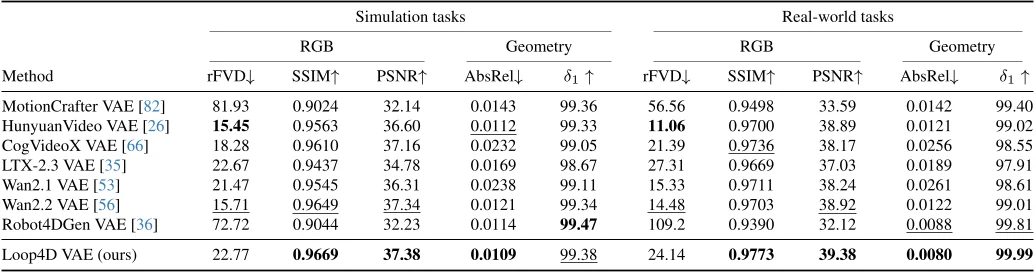 Simulation tasks Real-world tasks
RGB Geometry RGB Geometry
Method rFVD↓ SSIM↑ PSNR↑ AbsRel↓ δ1 ↑ rFVD↓ SSIM↑ PSNR↑ AbsRel↓ δ1 ↑
MotionCrafter VAE [82] 81.93 0.9024 32.14 0.0143 99.36 56.56 0.9498 33.59 0.0142 99.40
HunyuanVideo VAE [26] 15.45 0.9563 36.60 0.0112 99.33 11.06 0.9700 38.89 0.0121 99.02
CogVideoX VAE [66] 18.28 0.9610 37.16 0.0232 99.05 21.39 0.9736 38.17 0.0256 98.55
LTX-2.3 VAE [35] 22.67 0.9437 34.78 0.0169 98.67 27.31 0.9669 37.03 0.0189 97.91
Wan2.1 VAE [53] 21.47 0.9545 36.31 0.0238 99.11 15.33 0.9711 38.24 0.0261 98.61
Wan2.2 VAE [56] 15.71 0.9649 37.34 0.0121 99.34 14.48 0.9703 38.92 0.0122 99.01
Robot4DGen VAE [36] 72.72 0.9044 32.23 0.0114 99.47 109.2 0.9390 32.12 0.0088 99.81
Loop4D VAE (ours) 22.77 0.9669 37.38 0.0109 99.38 24.14 0.9773 39.38 0.0080 99.99